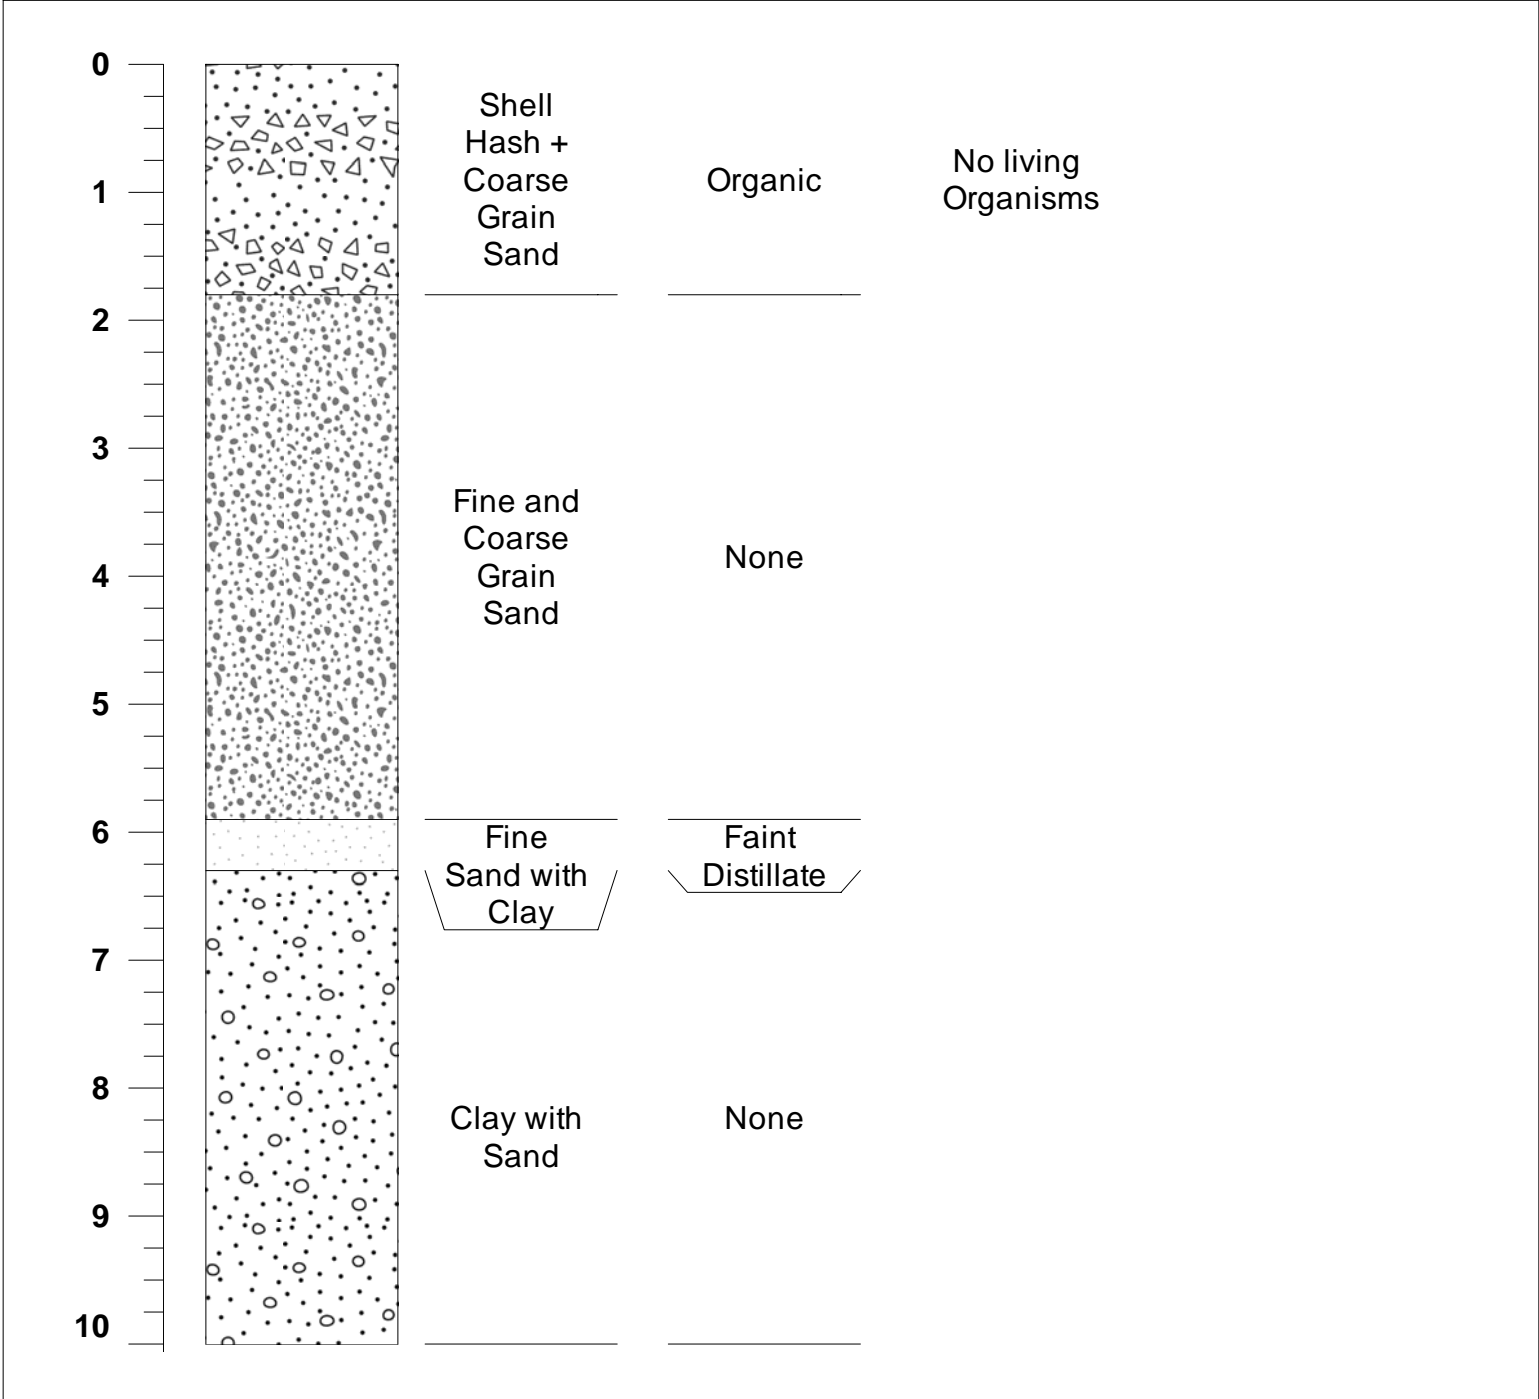 0
1
2
3
4
5
6
7
8
9
10
Shell
Hash +
Coarse
Grain
Sand
Organic
No living
Organisms
Fine and
Coarse
Grain
Sand
None
Fine
Sand with
Clay
Faint
Distillate
Clay with
Sand
None